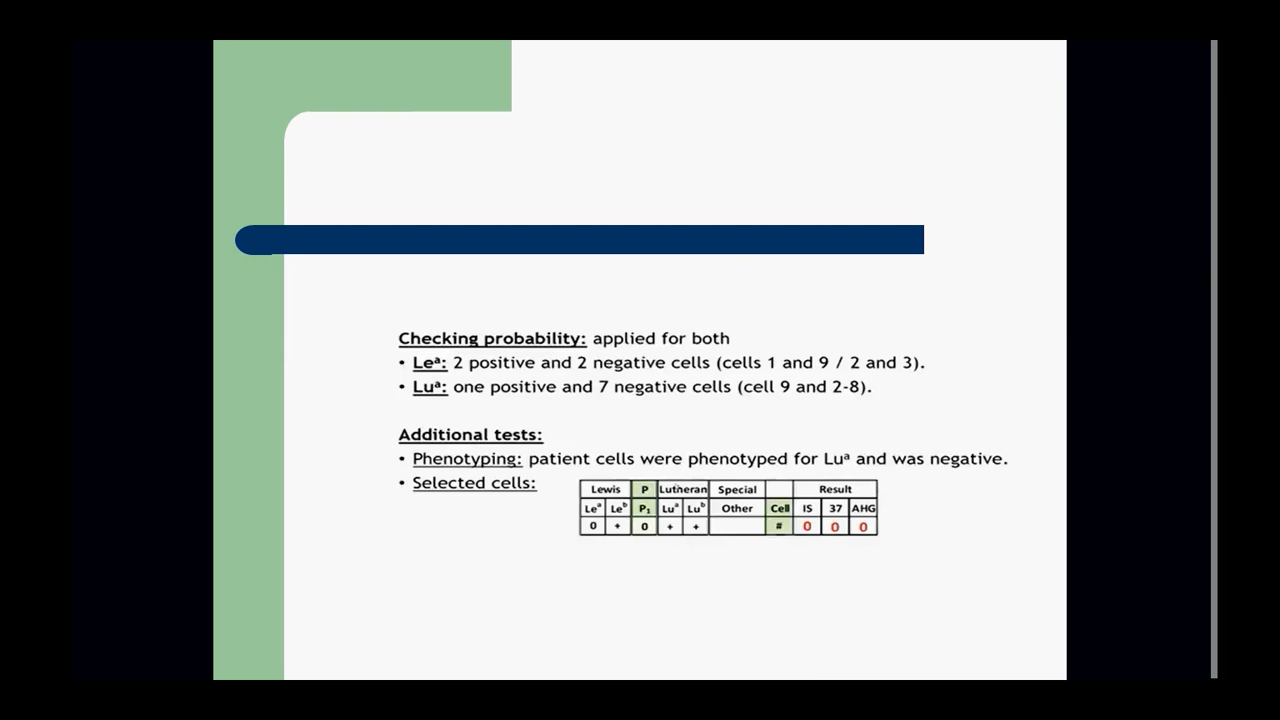 Checking probability: applied for both
• Leᵃ: 2 positive and 2 negative cells (cells 1 and 9 / 2 and 3).
• Luᵃ: one positive and 7 negative cells (cell 9 and 2-8).
Additional tests:
• Phenotyping: patient cells were phenotyped for Luᵃ and was negative.
• Selected cells:
Lewis P Lutheran Special Result
Leᵃ Leᵇ P₁ Luᵃ Luᵇ Other Cell IS 37 AHG
0 + 0 + + # 0 0 0